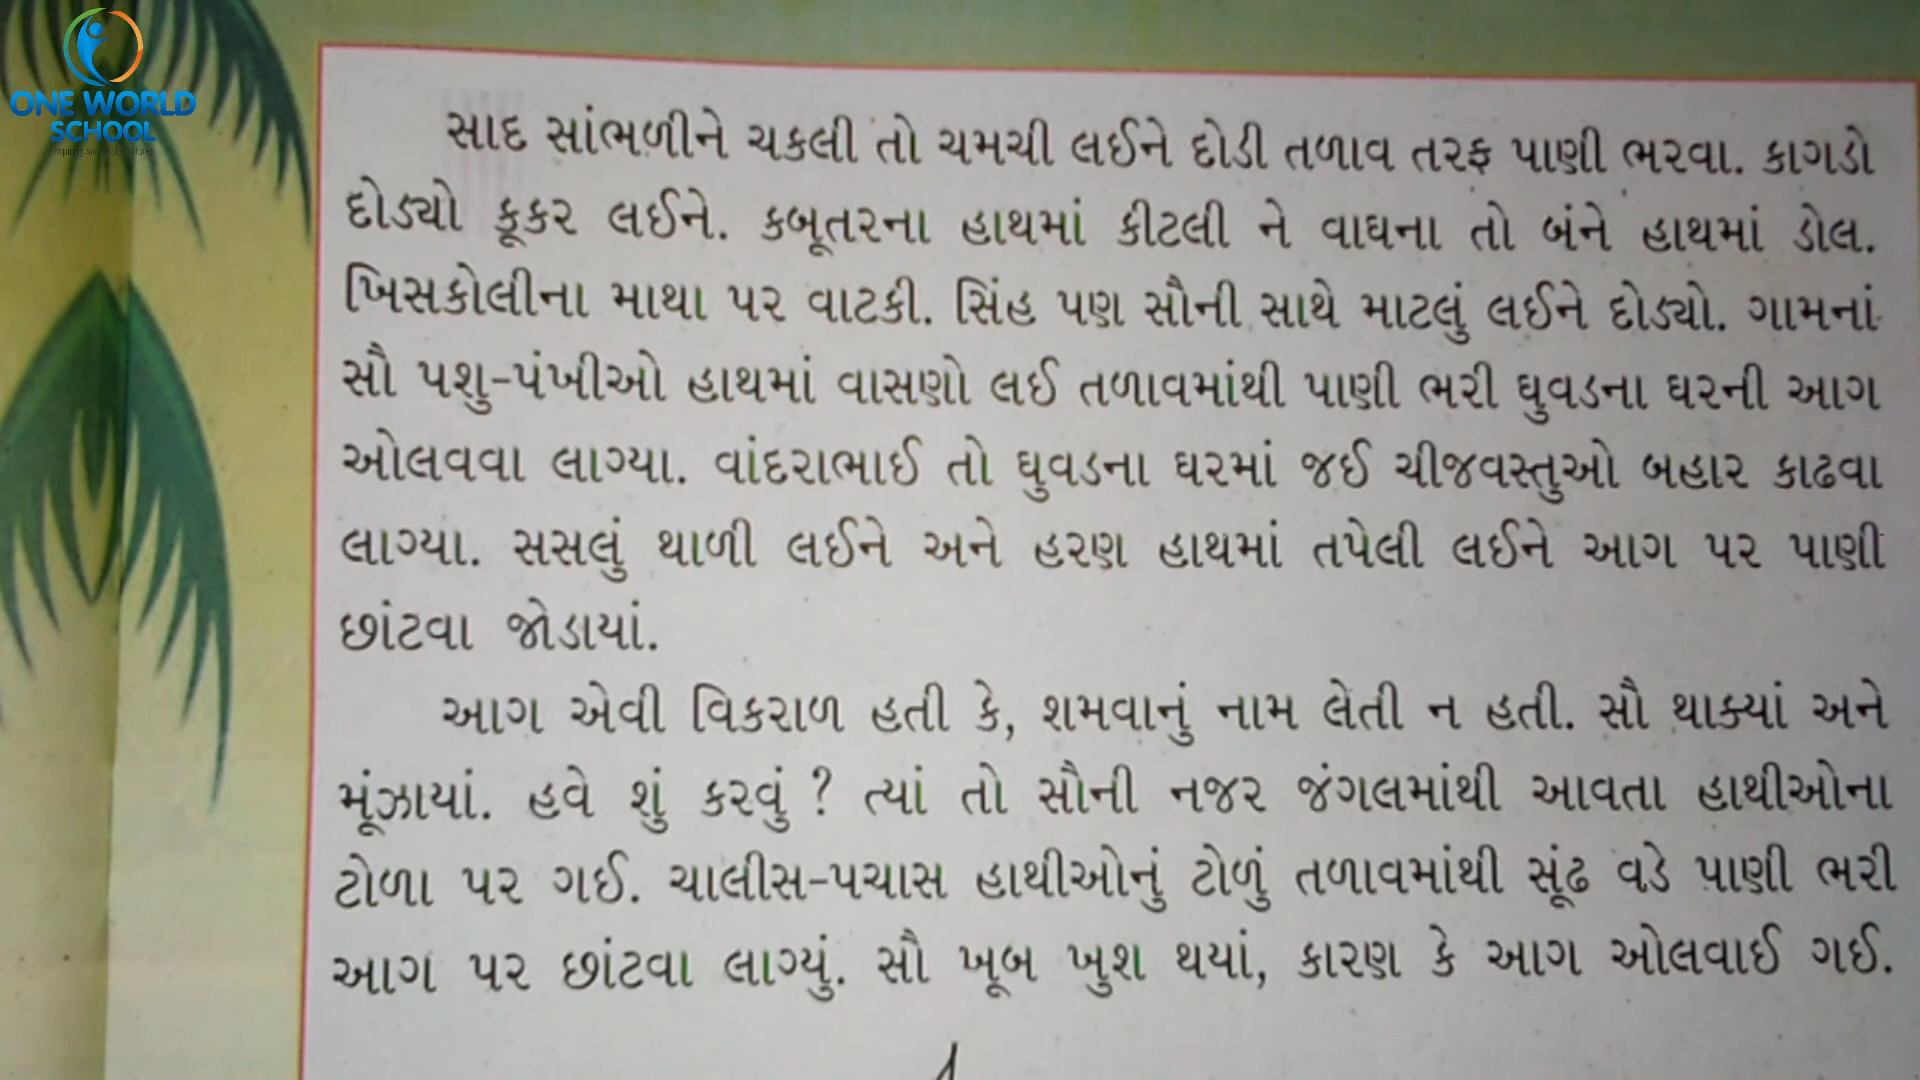 ONE WORLD
SCHOOL
સાદ સાંભળીને ચકલી તો ચમચી લઈને દોડી તળાવ તરફ પાણી ભરવા. કાગડો
દોડ્યો કૂકર લઈને. કબૂતરના હાથમાં કીટલી ને વાઘના તો બંને હાથમાં ડોલ.
ખિસકોલીના માથા પર વાટકી. સિંહ પણ સૌની સાથે માટલું લઈને દોડ્યો. ગામનાં
સૌ પશુ-પંખીઓ હાથમાં વાસણો લઈ તળાવમાંથી પાણી ભરી ઘુવડના ઘરની આગ
ઓલવવા લાગ્યા. વાંદરાભાઈ તો ઘુવડના ઘરમાં જઈ ચીજવસ્તુઓ બહાર કાઢવા
લાગ્યા. સસલું થાળી લઈને અને હરણ હાથમાં તપેલી લઈને આગ પર પાણી
છાંટવા જોડાયાં.
આગ એવી વિકરાળ હતી કે, શમવાનું નામ લેતી ન હતી. સૌ થાક્યાં અને
મૂંઝાયાં. હવે શું કરવું ? ત્યાં તો સૌની નજર જંગલમાંથી આવતા હાથીઓના
ટોળા પર ગઈ. ચાલીસ-પચાસ હાથીઓનું ટોળું તળાવમાંથી સૂંઢ વડે પાણી ભરી
આગ પર છાંટવા લાગ્યું. સૌ ખૂબ ખુશ થયાં, કારણ કે આગ ઓલવાઈ ગઈ.